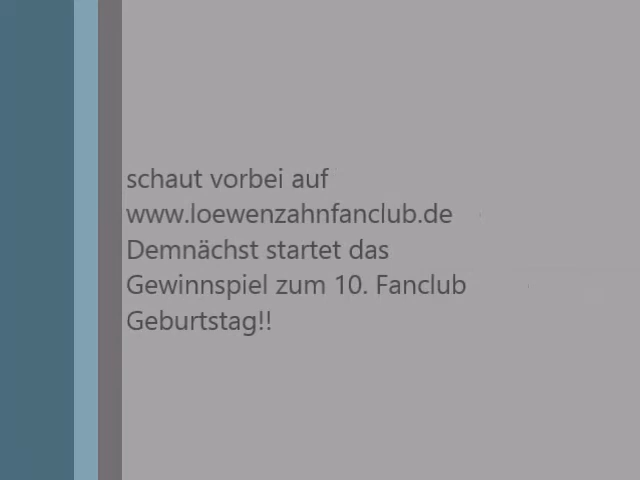 schaut vorbei auf
www.loewenzahnfanclub.de
Demnächst startet das
Gewinnspiel zum 10. Fanclub
Geburtstag!!